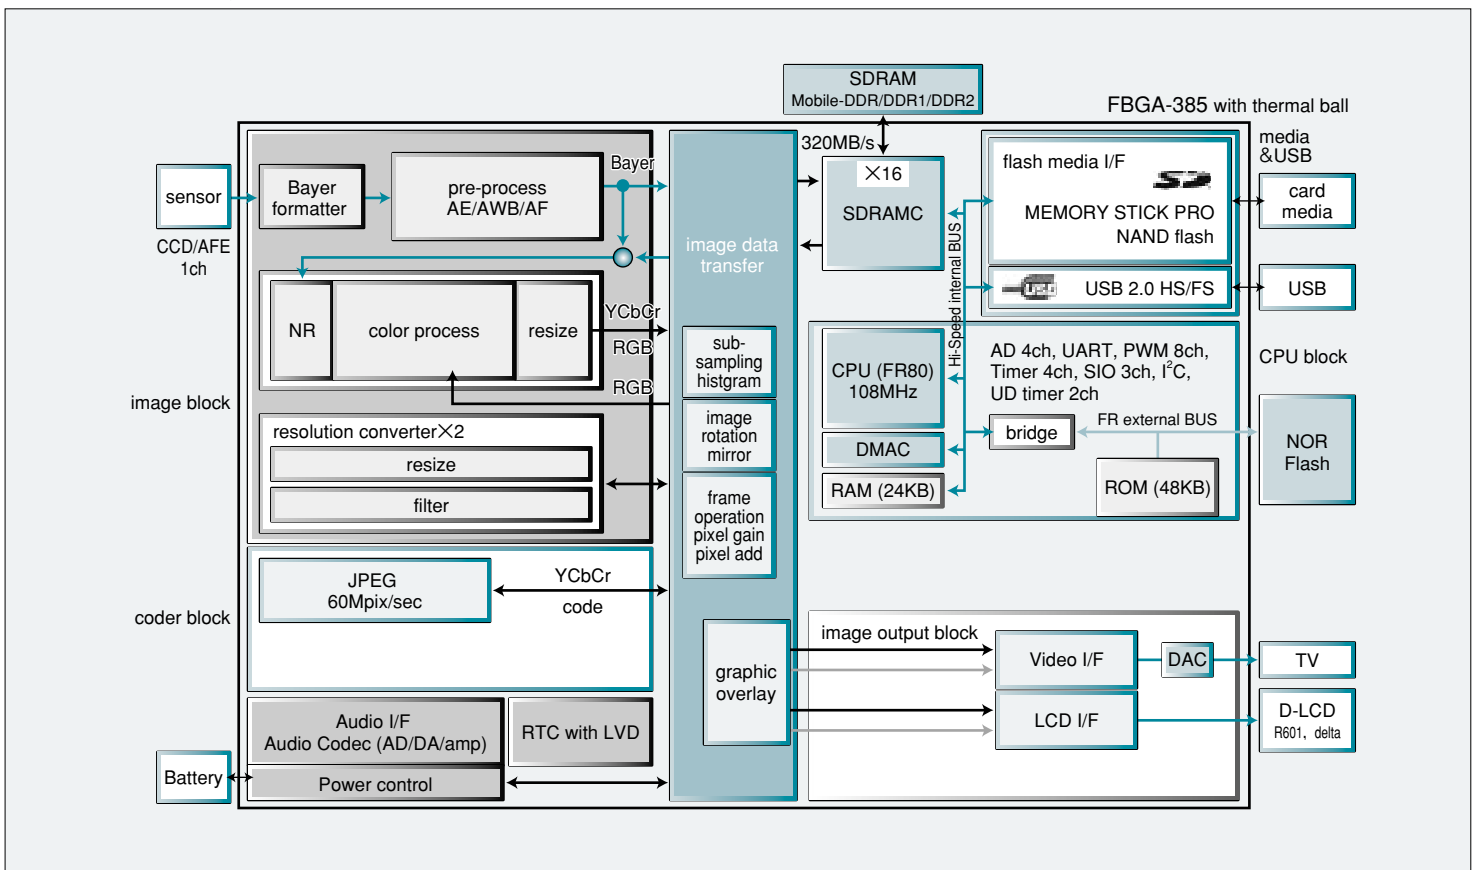 SDRAM
Mobile-DDR/DDR1/DDR2
FBGA-385 with thermal ball
320MB/s
media
&USB
sensor
CCD/AFE
1ch
Bayer
formatter
pre-process
AE/AWB/AF
Bayer
image data
transfer
×16
SDRAMC
Hi-Speed internal BUS
flash media I/F
SD
MEMORY STICK PRO
NAND flash
card
media
USB
USB 2.0 HS/FS
USB
NR
color process
resize
YCbCr
RGB
RGB
image block
resolution converter×2
resize
filter
sub-
sampling
histgram
image
rotation
mirror
frame
operation
pixel gain
pixel add
CPU (FR80)
108MHz
DMAC
RAM (24KB)
AD 4ch, UART, PWM 8ch,
Timer 4ch, SIO 3ch, I²C,
UD timer 2ch
bridge
FR external BUS
ROM (48KB)
CPU block
NOR
Flash
coder block
JPEG
60Mpix/sec
YCbCr
code
graphic
overlay
image output block
Video I/F
DAC
TV
LCD I/F
D-LCD
R601, delta
Audio I/F
Audio Codec (AD/DA/amp)
RTC with LVD
Battery
Power control